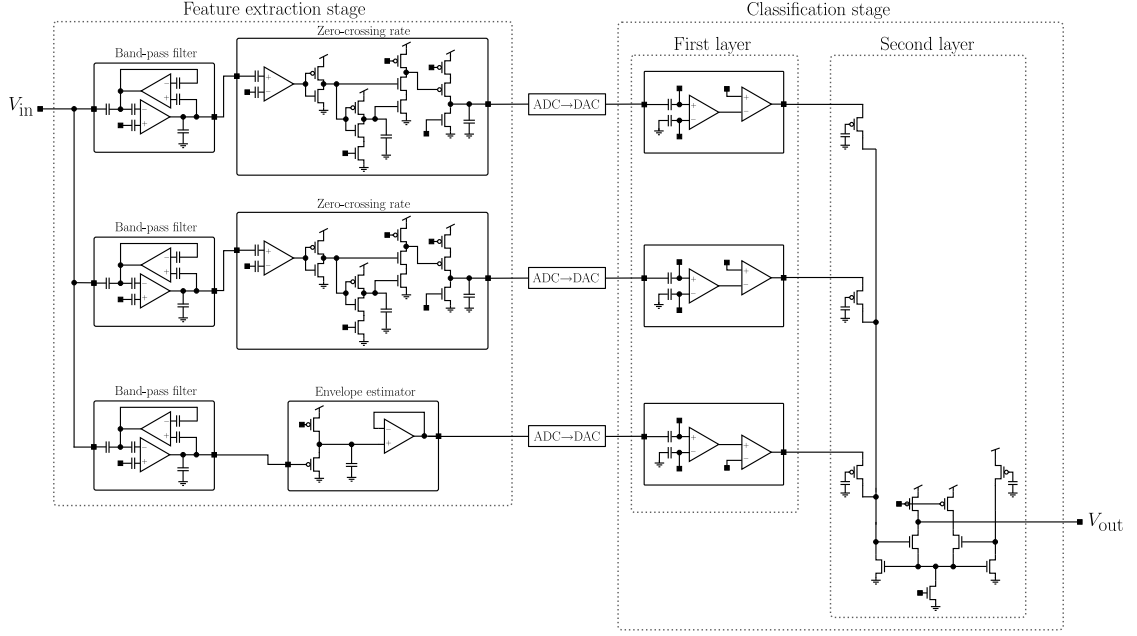 Feature extraction stage
Classification stage
First layer
Second layer
Band-pass filter
Zero-crossing rate
V_in
ADC→DAC
Band-pass filter
Zero-crossing rate
ADC→DAC
Band-pass filter
Envelope estimator
ADC→DAC
V_out